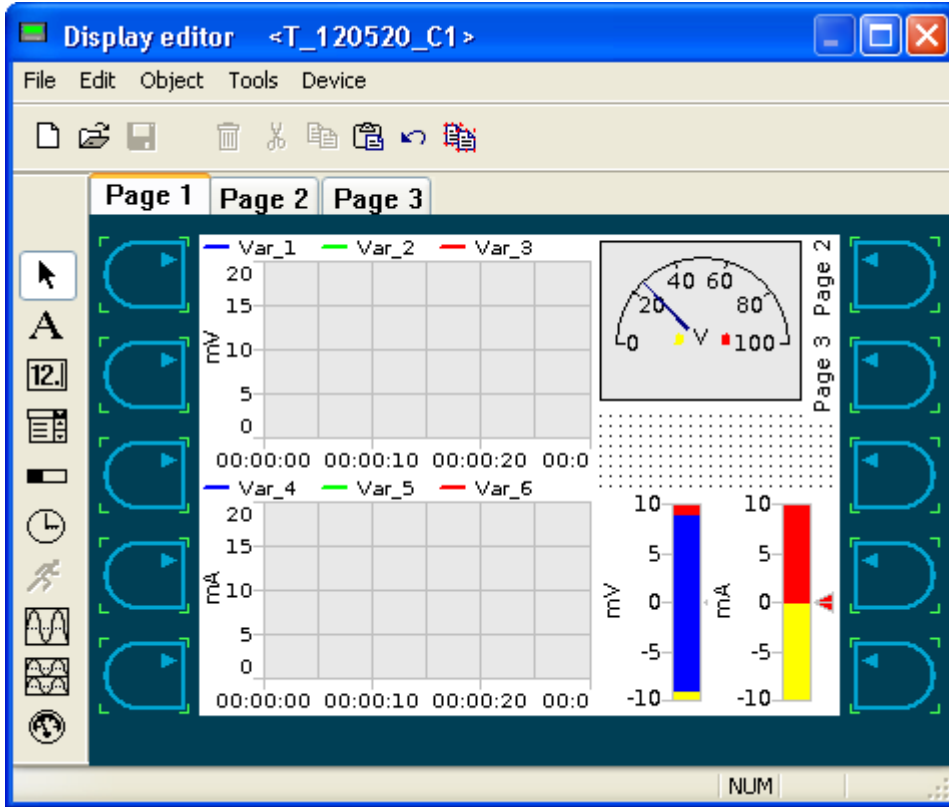 Display editor <T_120520_C1>
File Edit Object Tools Device
Page 1 Page 2 Page 3
A
12.
Var_1 Var_2 Var_3
20
15
10
5
0
mV
00:00:00 00:00:10 00:00:20 00:0
Var_4 Var_5 Var_6
20
15
10
5
0
mA
00:00:00 00:00:10 00:00:20 00:0
0 20 40 60 80 100
V
Page 2
Page 3
10
5
0
-5
-10
mV
10
5
0
-5
-10
mA
NUM